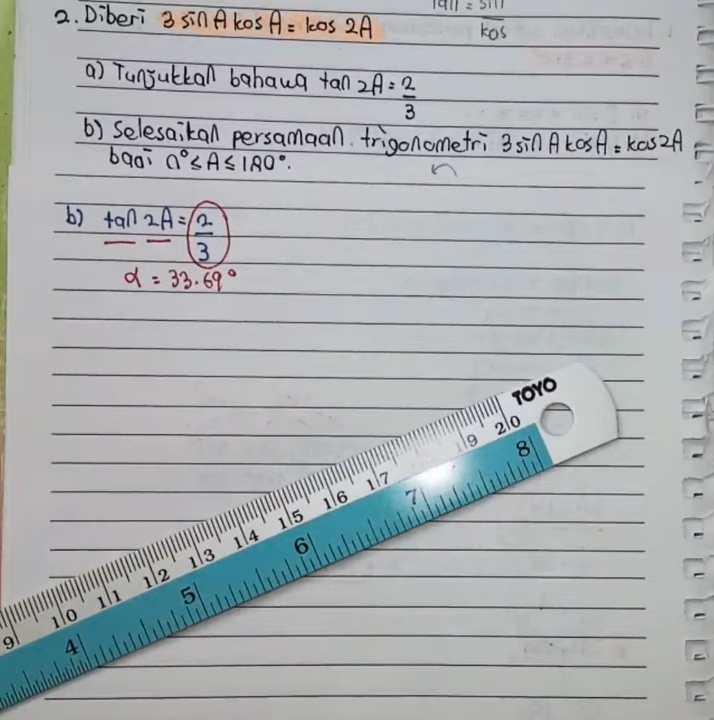 tan = sin
kos
2. Diberi 3 sin A kos A = kos 2A
a) Tunjukkan bahawa tan 2A = 2
3
b) Selesaikan persamaan trigonometri 3 sin A kos A = kos 2A
bagi 0° ≤ A ≤ 180°.
b) tan 2A = 2
3
α = 33.69°
TOYO
9 10 11 12 13 14 15 16 17 19 20
4 5 6 7 8